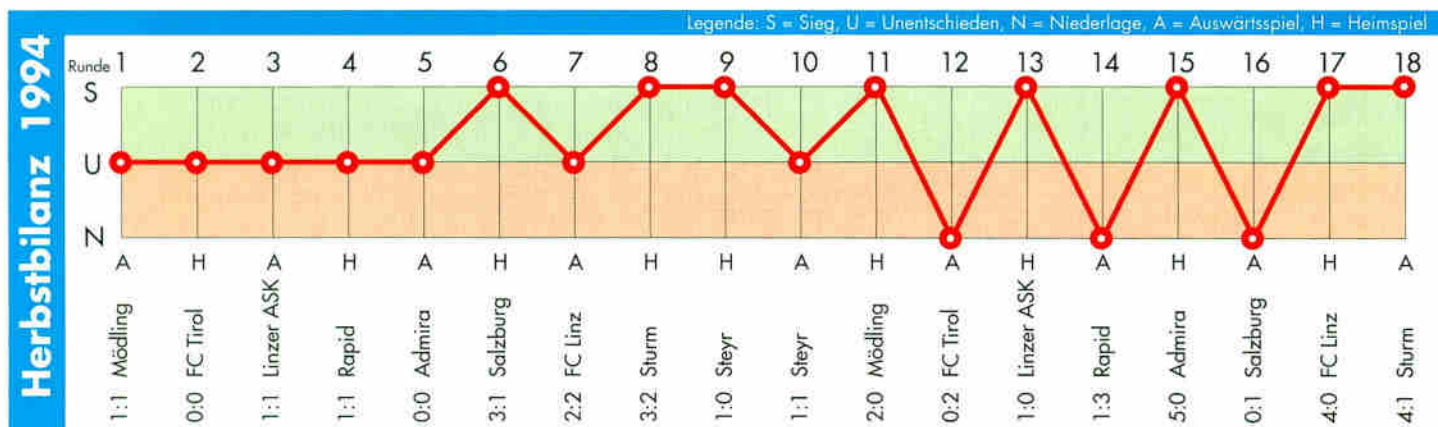 Herbstbilanz 1994
Legende: S = Sieg, U = Unentschieden, N = Niederlage, A = Auswärtsspiel, H = Heimspiel
Runde 1 2 3 4 5 6 7 8 9 10 11 12 13 14 15 16 17 18
S
U
N
A H A H A H A H H A H A H A H A H A
1:1 Mödling
0:0 FC Tirol
1:1 Linzer ASK
1:1 Rapid
0:0 Admira
3:1 Salzburg
2:2 FC Linz
3:2 Sturm
1:0 Steyr
1:1 Steyr
2:0 Mödling
0:2 FC Tirol
1:0 Linzer ASK
1:3 Rapid
5:0 Admira
0:1 Salzburg
4:0 FC Linz
4:1 Sturm